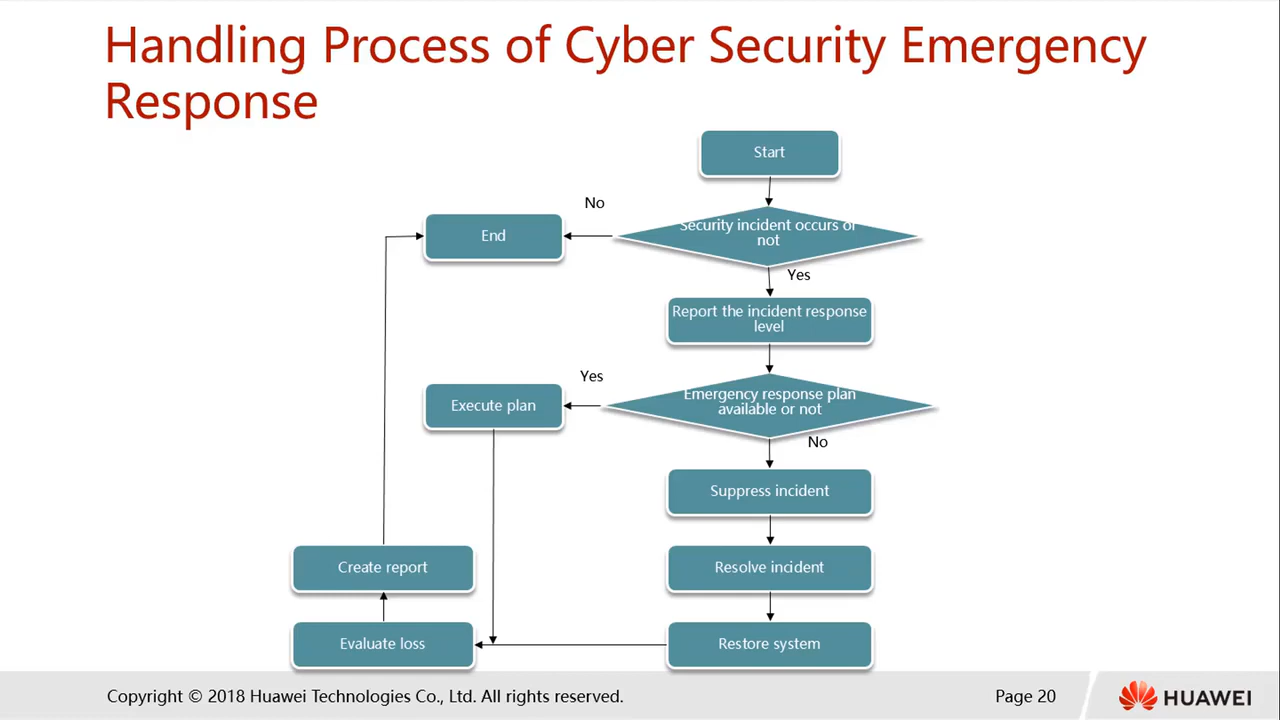 Handling Process of Cyber Security Emergency
Response
Start
No
Security incident occurs or
not
End
Yes
Report the incident response
level
Yes
Emergency response plan
available or not
Execute plan
No
Suppress incident
Create report
Resolve incident
Evaluate loss
Restore system
Copyright © 2018 Huawei Technologies Co., Ltd. All rights reserved.
Page 20
HUAWEI